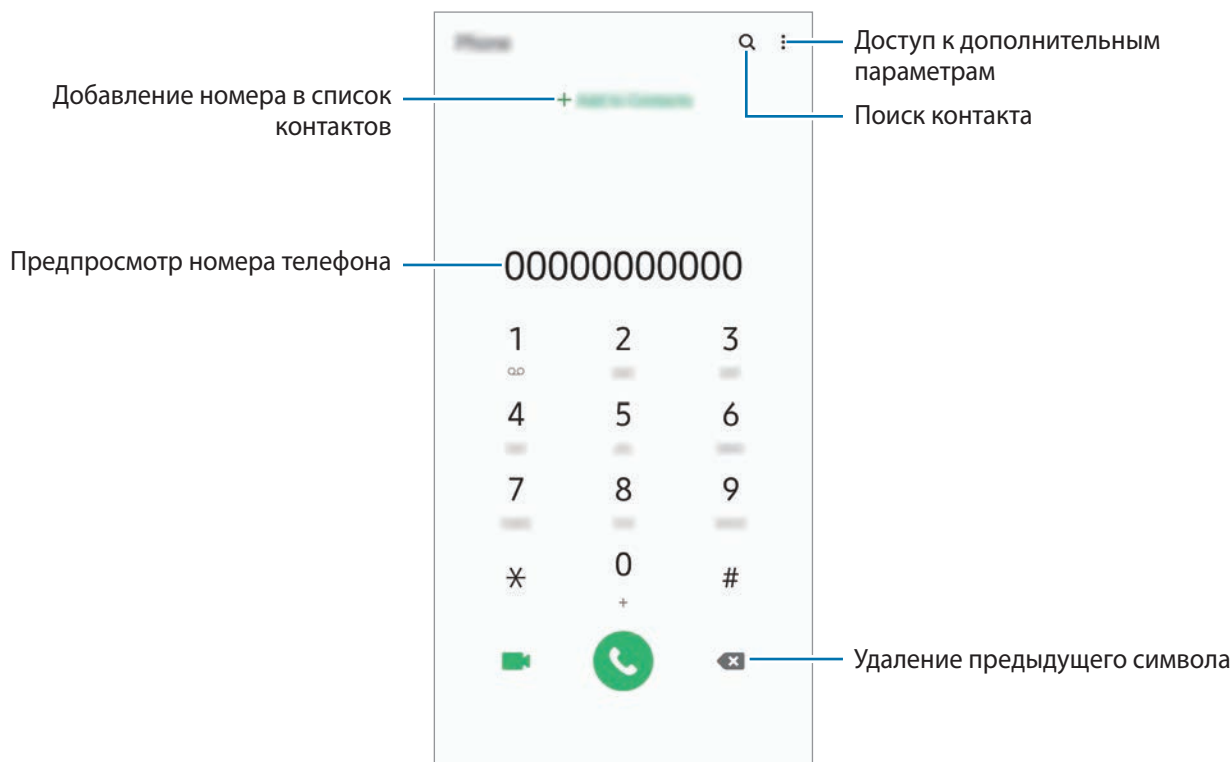 Доступ к дополнительным
параметрам
Добавление номера в список
контактов
Поиск контакта
Предпросмотр номера телефона
00000000000
1 2 3
4 5 6
7 8 9
* 0 #
+
Удаление предыдущего символа